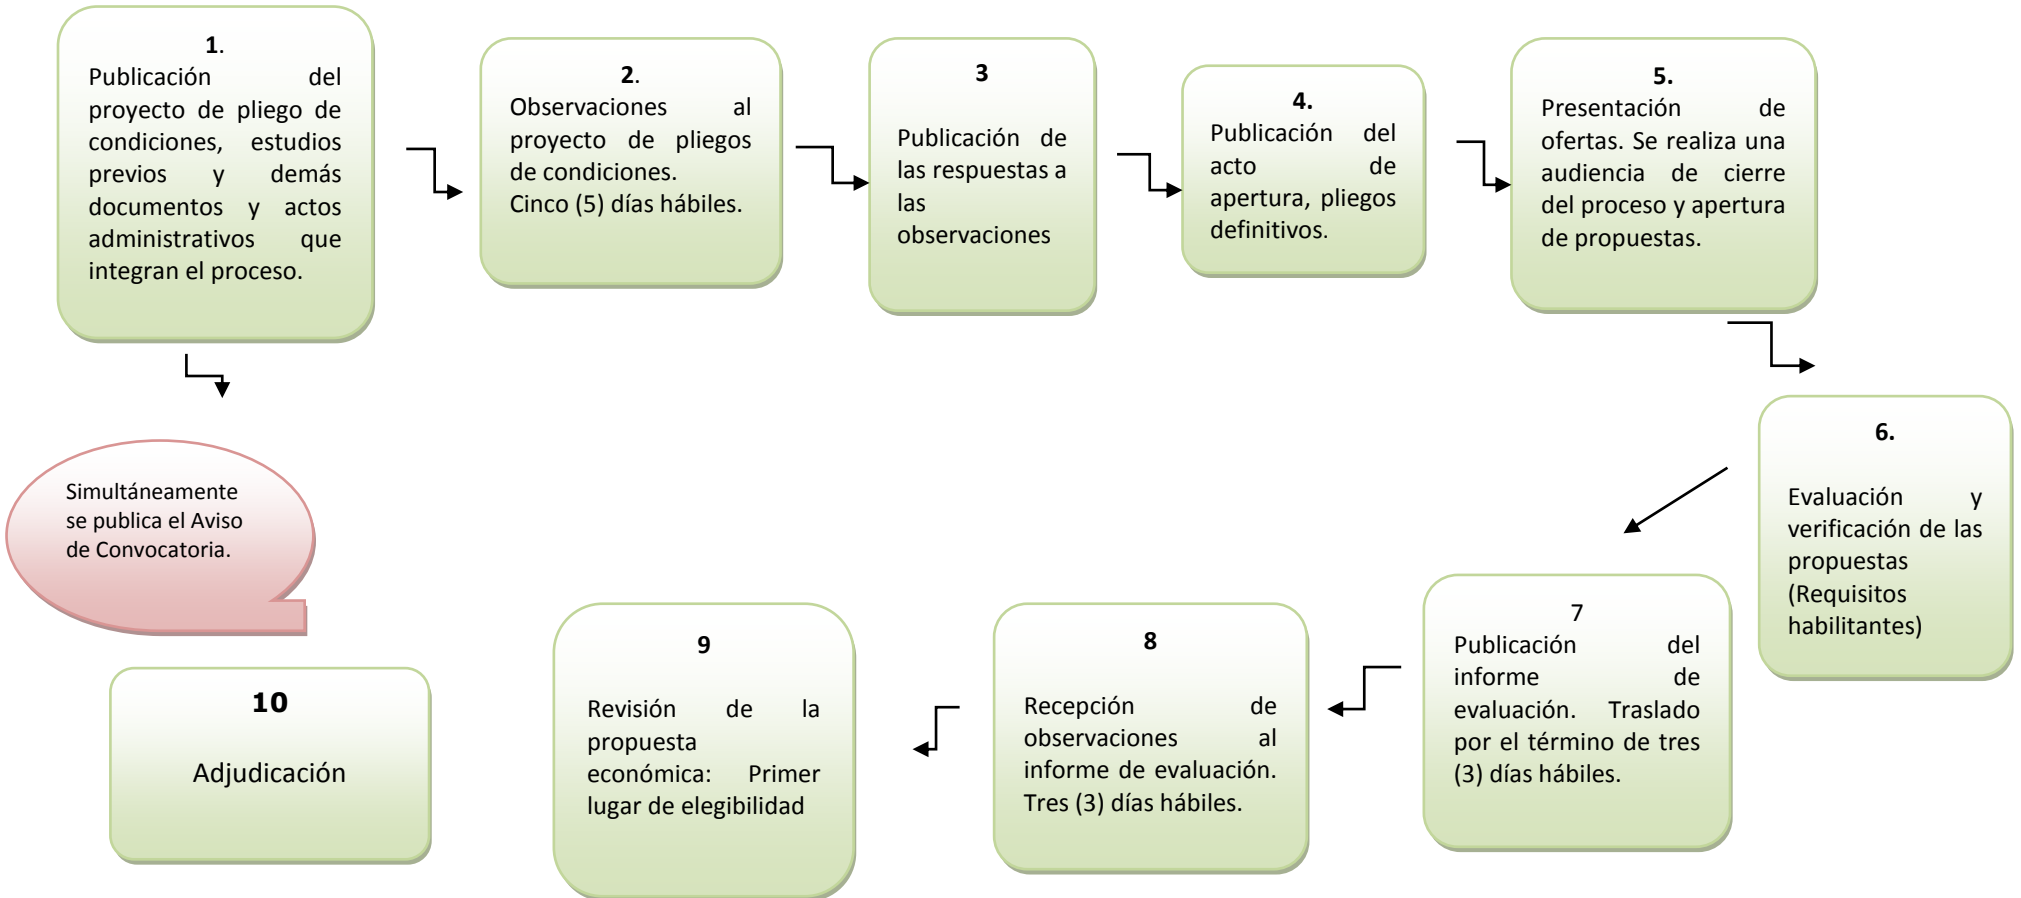 1.
Publicación del
proyecto de pliego de
condiciones, estudios
previos y demás
documentos y actos
administrativos que
integran el proceso.
2.
Observaciones al
proyecto de pliegos
de condiciones.
Cinco (5) días hábiles.
3
Publicación de
las respuestas a
las
observaciones
4.
Publicación del
acto de
apertura, pliegos
definitivos.
5.
Presentación de
ofertas. Se realiza una
audiencia de cierre
del proceso y apertura
de propuestas.
Simultáneamente
se publica el Aviso
de Convocatoria.
6.
Evaluación y
verificación de las
propuestas
(Requisitos
habilitantes)
7
Publicación del
informe de
evaluación. Traslado
por el término de tres
(3) días hábiles.
8
Recepción de
observaciones al
informe de evaluación.
Tres (3) días hábiles.
9
Revisión de la
propuesta
económica: Primer
lugar de elegibilidad
10
Adjudicación